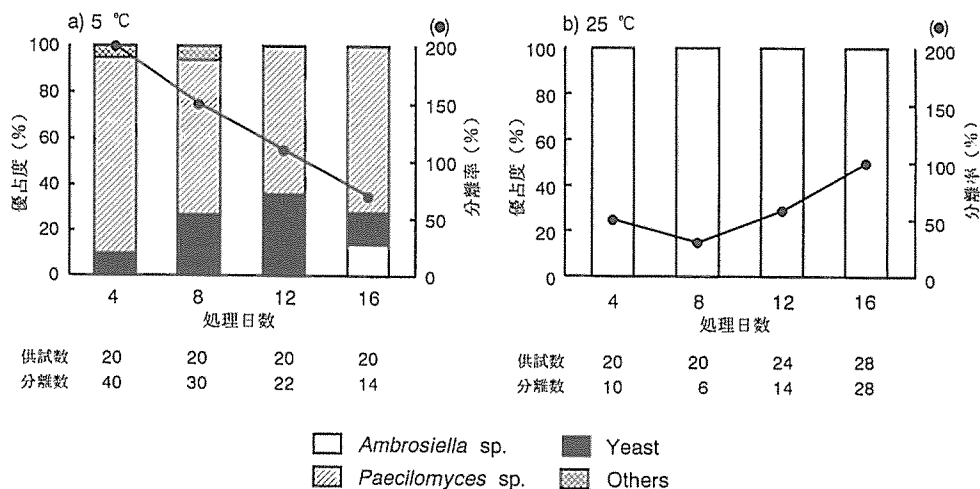 a) 5 ℃
(●)
100
80
60
40
20
0
優占度 (%)
200
150
100
50
0
分離率 (%)
4 8 12 16
処理日数
供試数 20 20 20 20
分離数 40 30 22 14
b) 25 ℃
(●)
100
80
60
40
20
0
優占度 (%)
200
150
100
50
0
分離率 (%)
4 8 12 16
処理日数
供試数 20 20 24 28
分離数 10 6 14 28
Ambrosiella sp.
Yeast
Paecilomyces sp.
Others